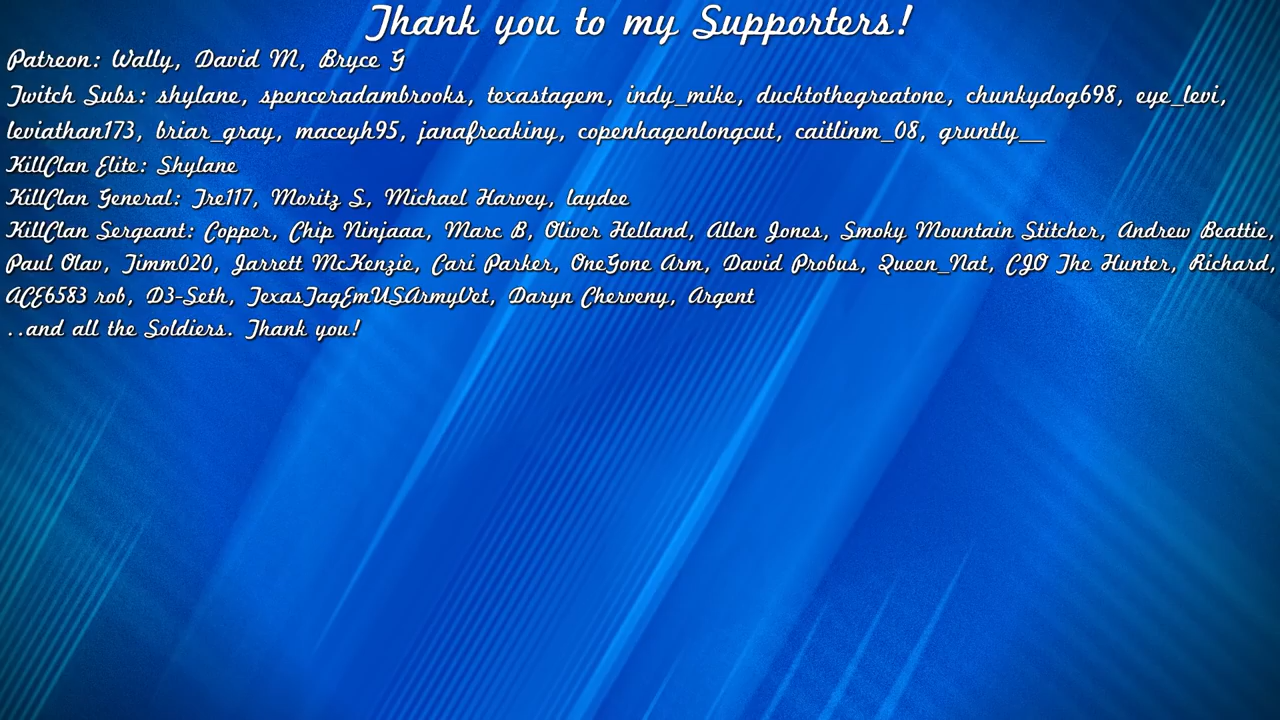 Thank you to my Supporters!
Patreon: Wally, David M, Bryce G
Twitch Subs: shylane, spenceradambrooks, texastagem, indy_mike, ducktothegreatone, chunkydog698, eye_levi,
leviathan173, briar_gray, maceyh95, janafreakiny, copenhagenlongcut, caitlinm_08, gruntly__
KillClan Elite: Shylane
KillClan General: Tre117, Moritz S, Michael Harvey, laydee
KillClan Sergeant: Copper, Chip Ninjaaa, Marc B, Oliver Helland, Allen Jones, Smoky Mountain Stitcher, Andrew Beattie,
Paul Olav, Timm020, Jarrett McKenzie, Cari Parker, OneGone Arm, David Probus, Queen_Nat, CJO The Hunter, Richard,
ACE6583 rob, D3-Seth, TexasTagEmUSArmyVet, Daryn Cherveny, Argent
..and all the Soldiers. Thank you!